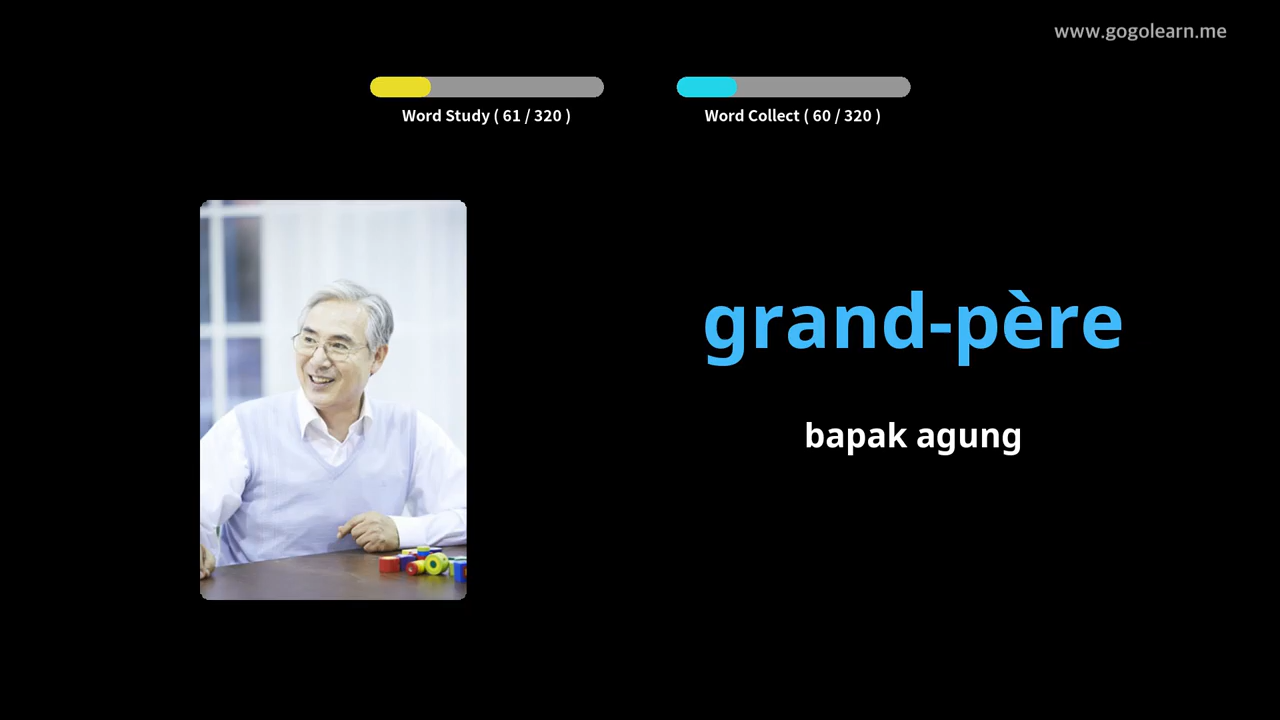 www.gogolearn.me
Word Study ( 61 / 320 )
Word Collect ( 60 / 320 )
grand-père
bapak agung